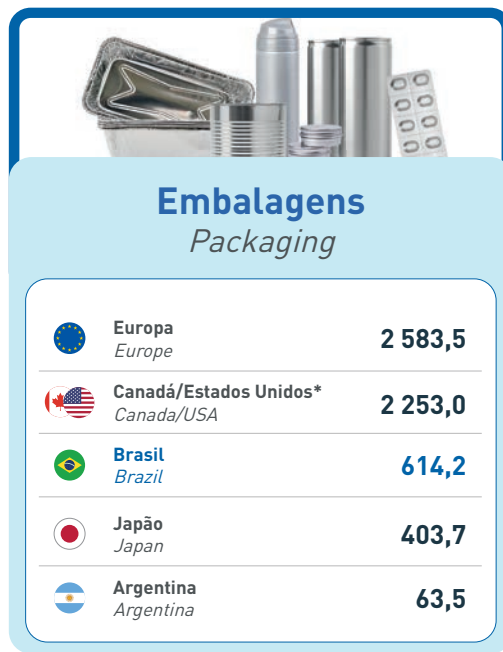 Embalagens
Packaging
Europa
Europe
2 583,5
Canadá/Estados Unidos*
Canada/USA
2 253,0
Brasil
Brazil
614,2
Japão
Japan
403,7
Argentina
Argentina
63,5